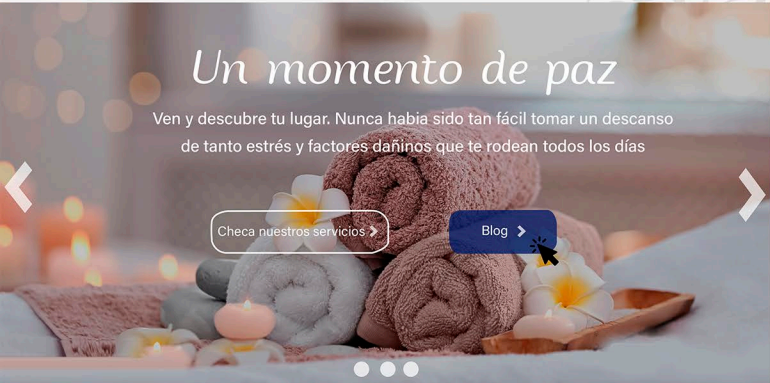 Un momento de paz
Ven y descubre tu lugar. Nunca habia sido tan fácil tomar un descanso
de tanto estrés y factores dañinos que te rodean todos los días
Checa nuestros servicios
Blog